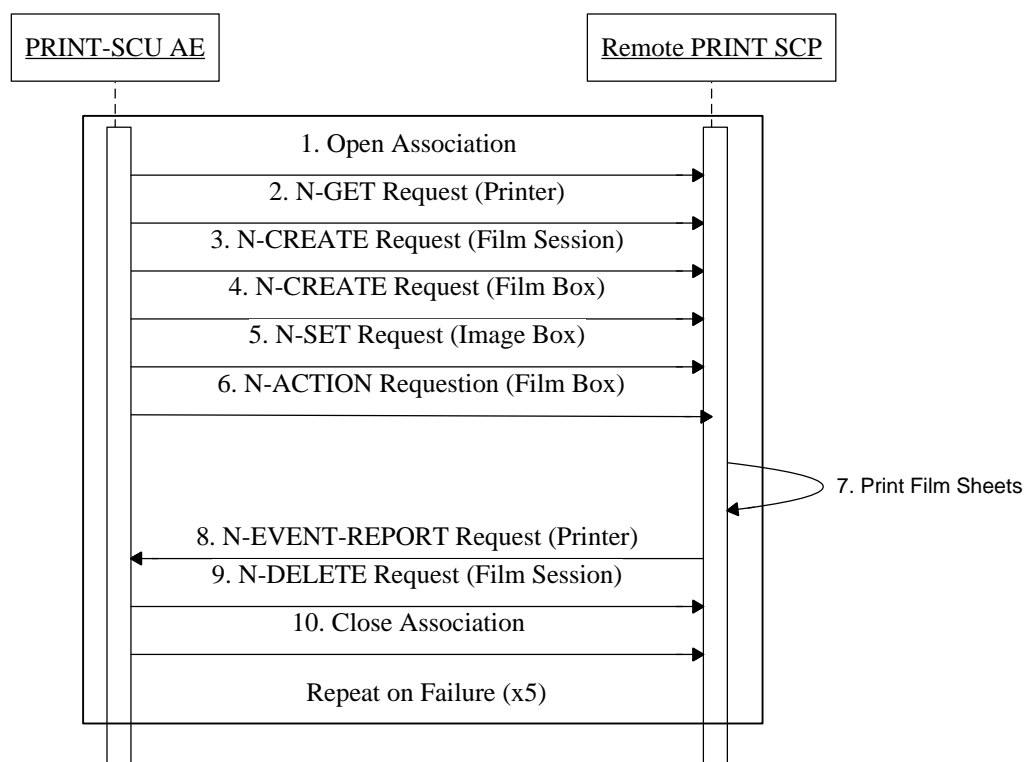 PRINT-SCU AE
Remote PRINT SCP
1. Open Association
2. N-GET Request (Printer)
3. N-CREATE Request (Film Session)
4. N-CREATE Request (Film Box)
5. N-SET Request (Image Box)
6. N-ACTION Requestion (Film Box)
7. Print Film Sheets
8. N-EVENT-REPORT Request (Printer)
9. N-DELETE Request (Film Session)
10. Close Association
Repeat on Failure (x5)